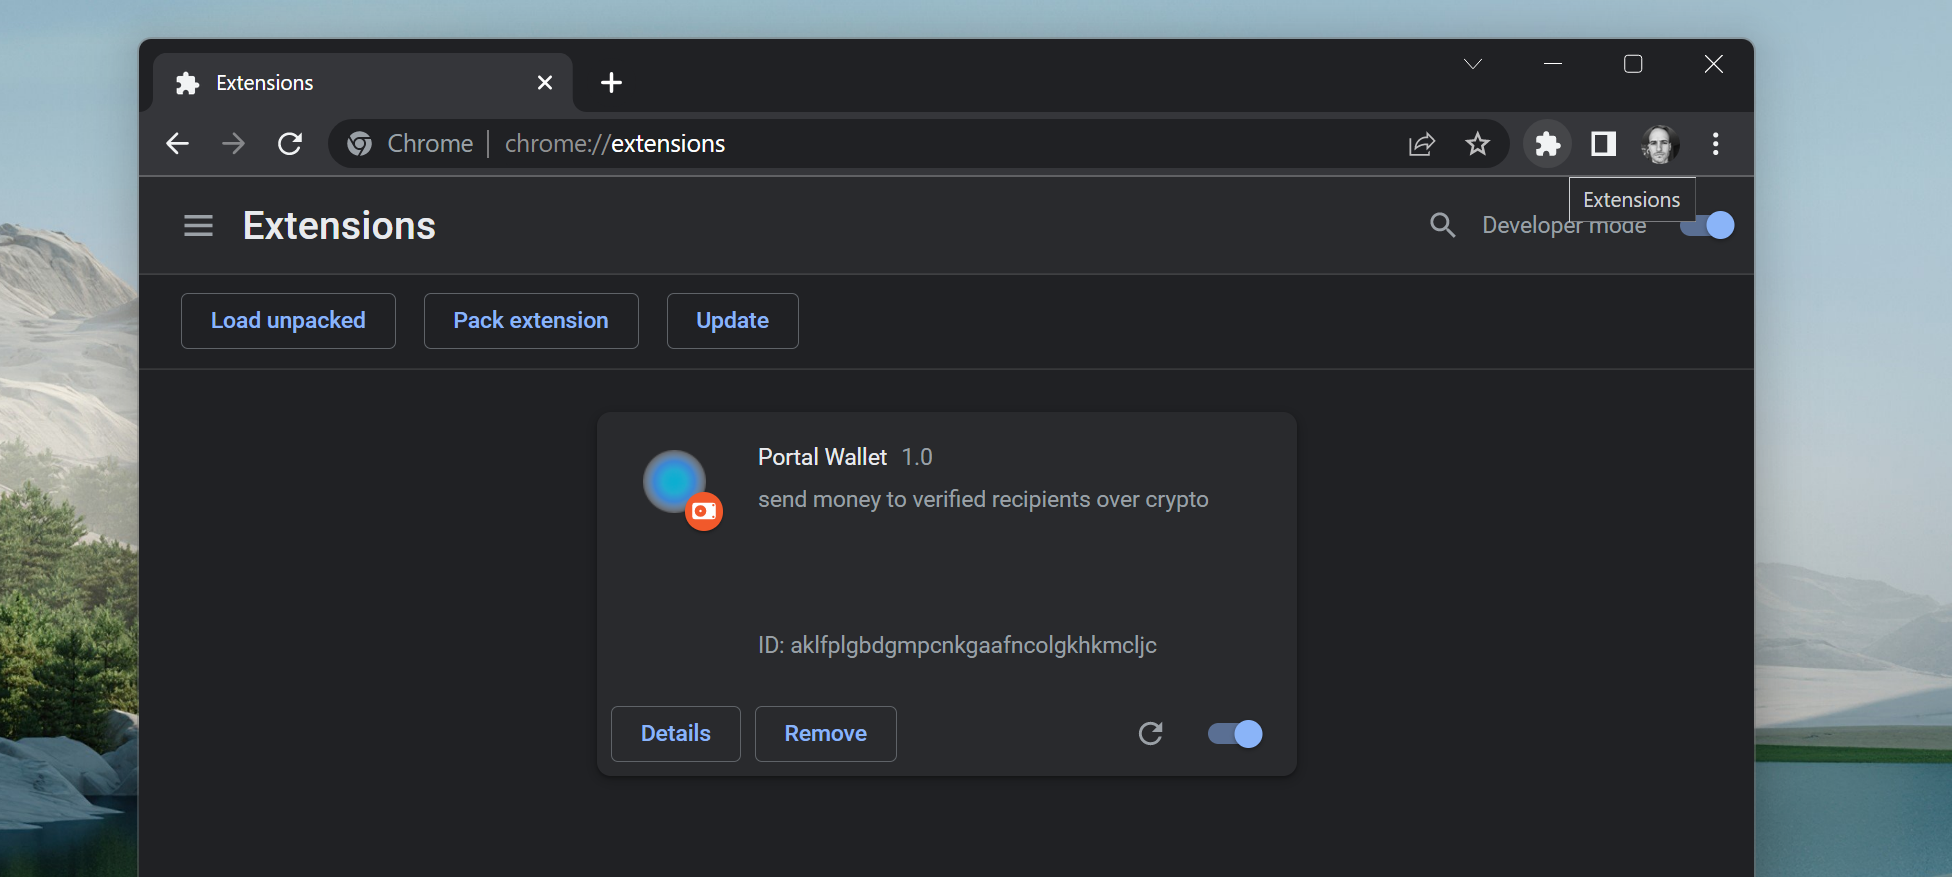 Extensions
Chrome | chrome://extensions
Extensions
Extensions
Developer mode
Load unpacked
Pack extension
Update
Portal Wallet 1.0
send money to verified recipients over crypto
ID: aklfplgbdgmpcnkgaafncolgkhkmcljc
Details
Remove